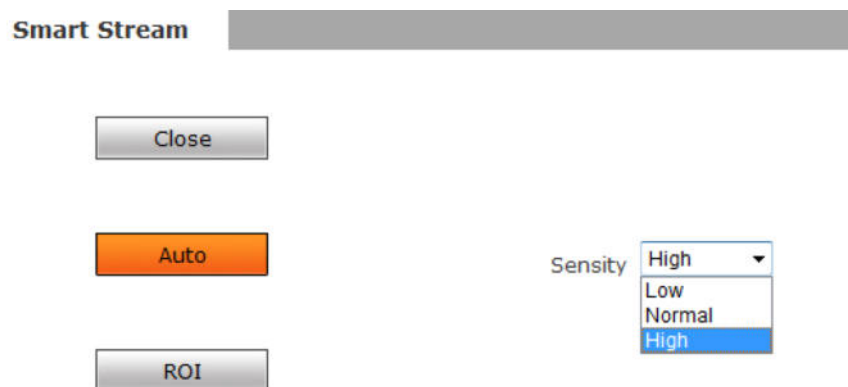 Smart Stream
Close
Auto
Sensity High
Low
Normal
High
ROI